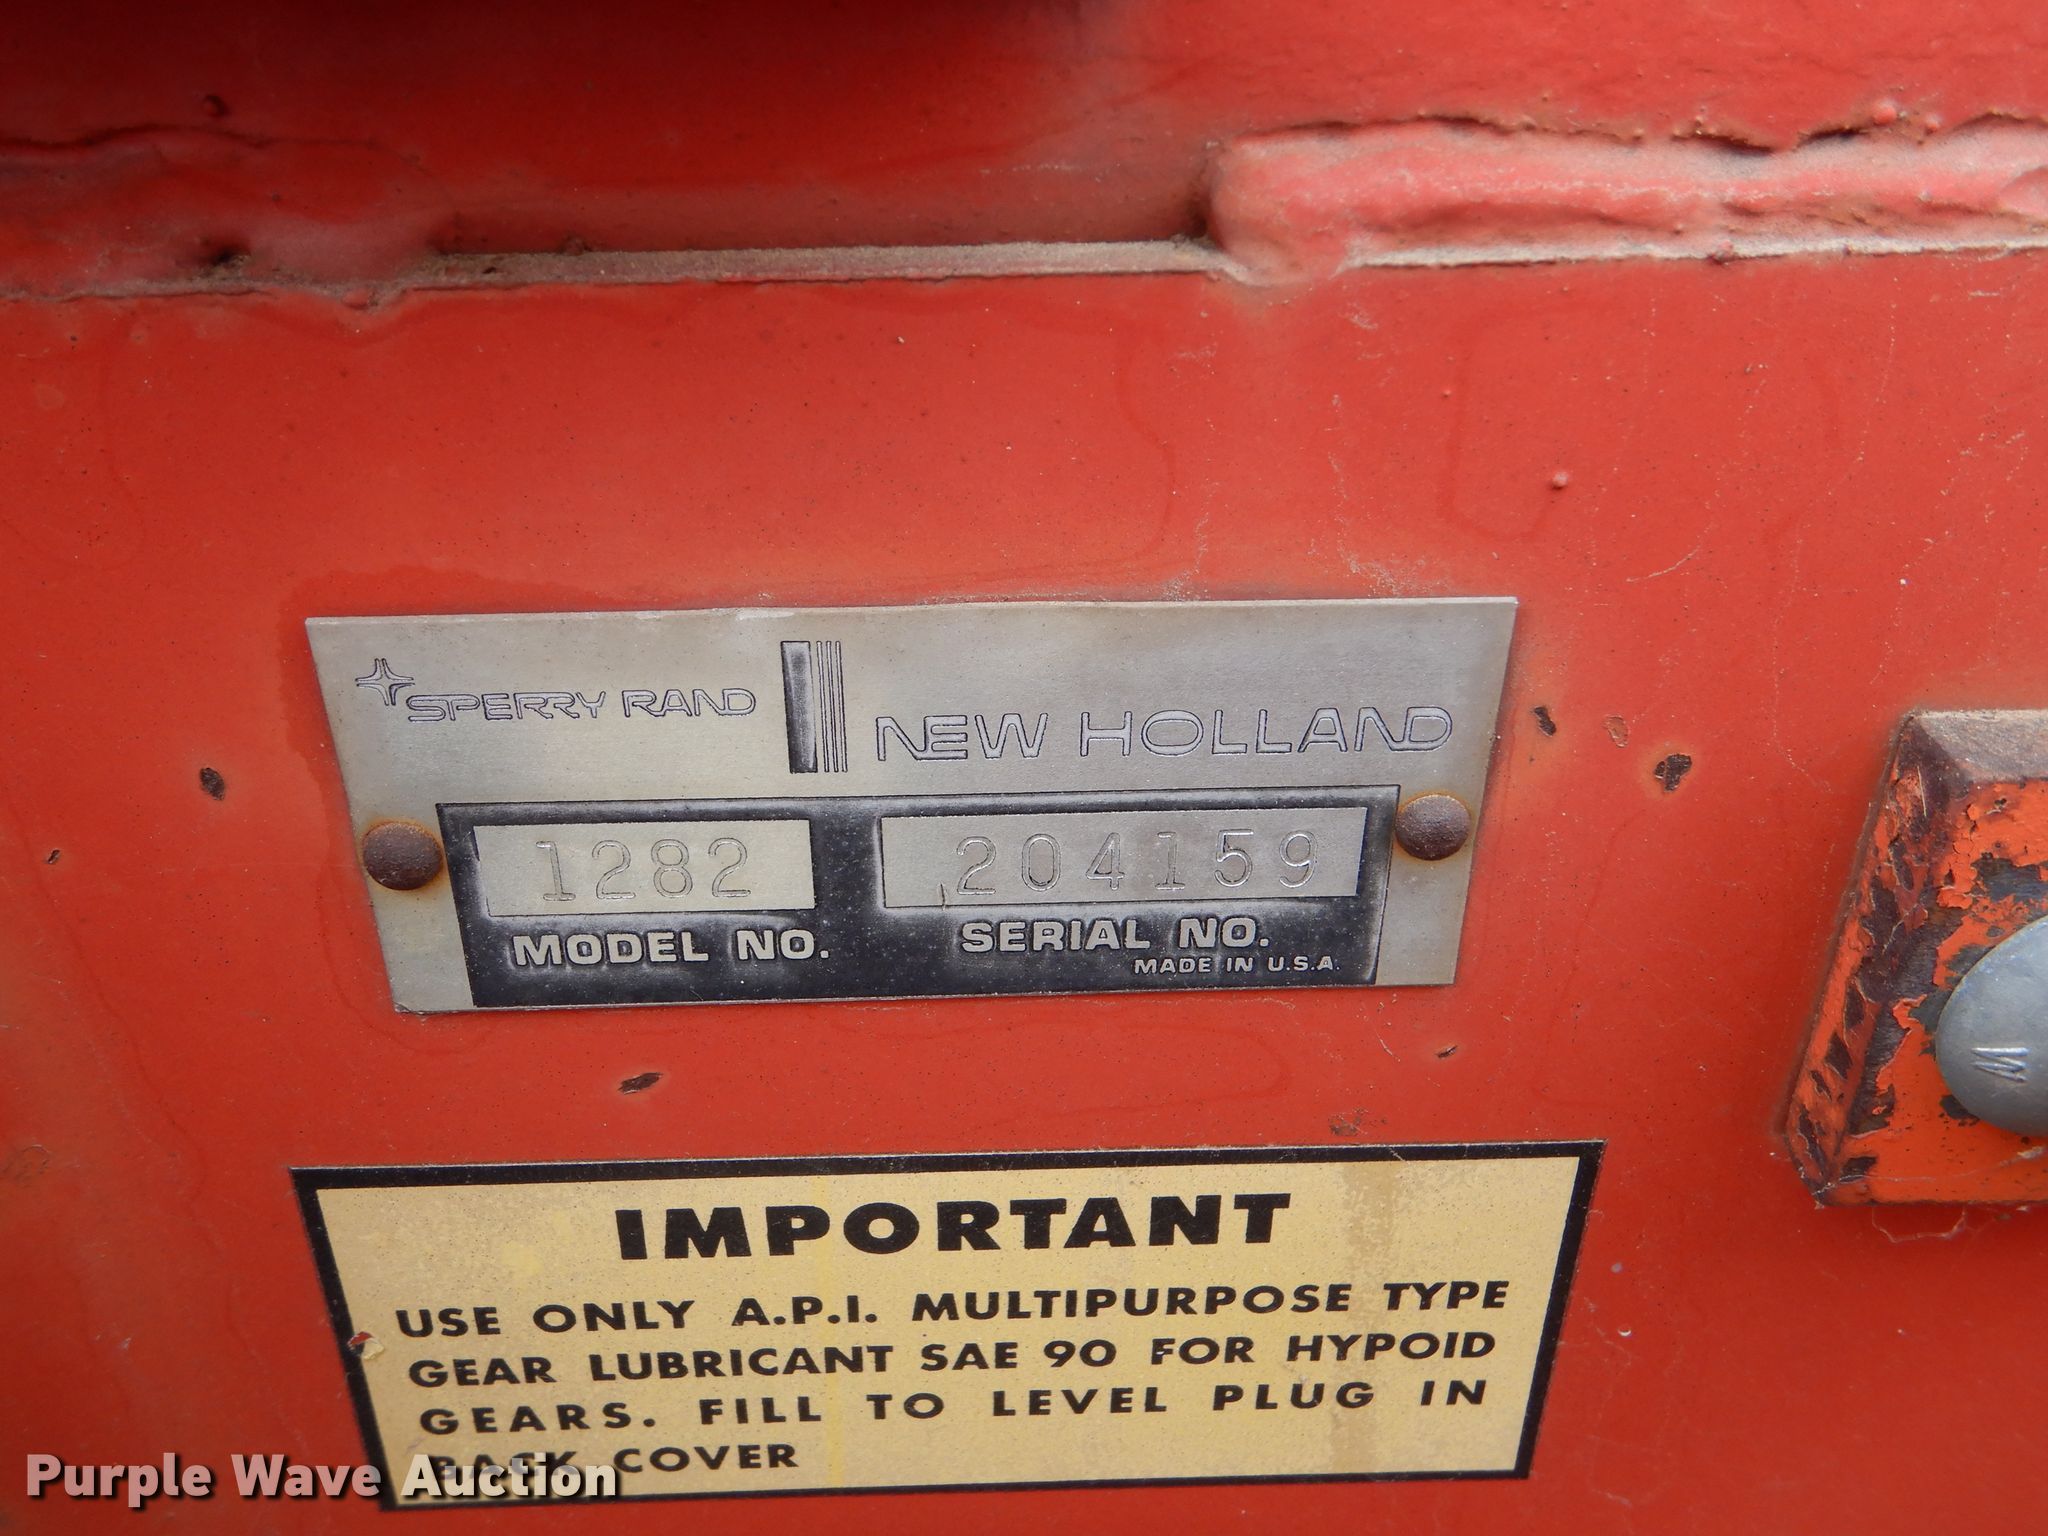 SPERRY RAND
NEW HOLLAND
1282
204159
MODEL NO.
SERIAL NO.
MADE IN U.S.A.
IMPORTANT
USE ONLY A.P.I. MULTIPURPOSE TYPE
GEAR LUBRICANT SAE 90 FOR HYPOID
GEARS. FILL TO LEVEL PLUG IN
BACK COVER
Purple Wave Auction
M